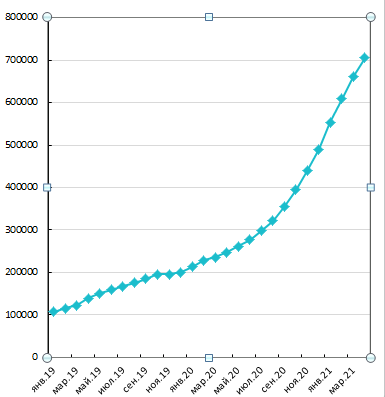 800000
700000
600000
500000
400000
300000
200000
100000
0
янв.19
мар.19
май.19
июл.19
сен.19
ноя.19
янв.20
мар.20
май.20
июл.20
сен.20
ноя.20
янв.21
мар.21